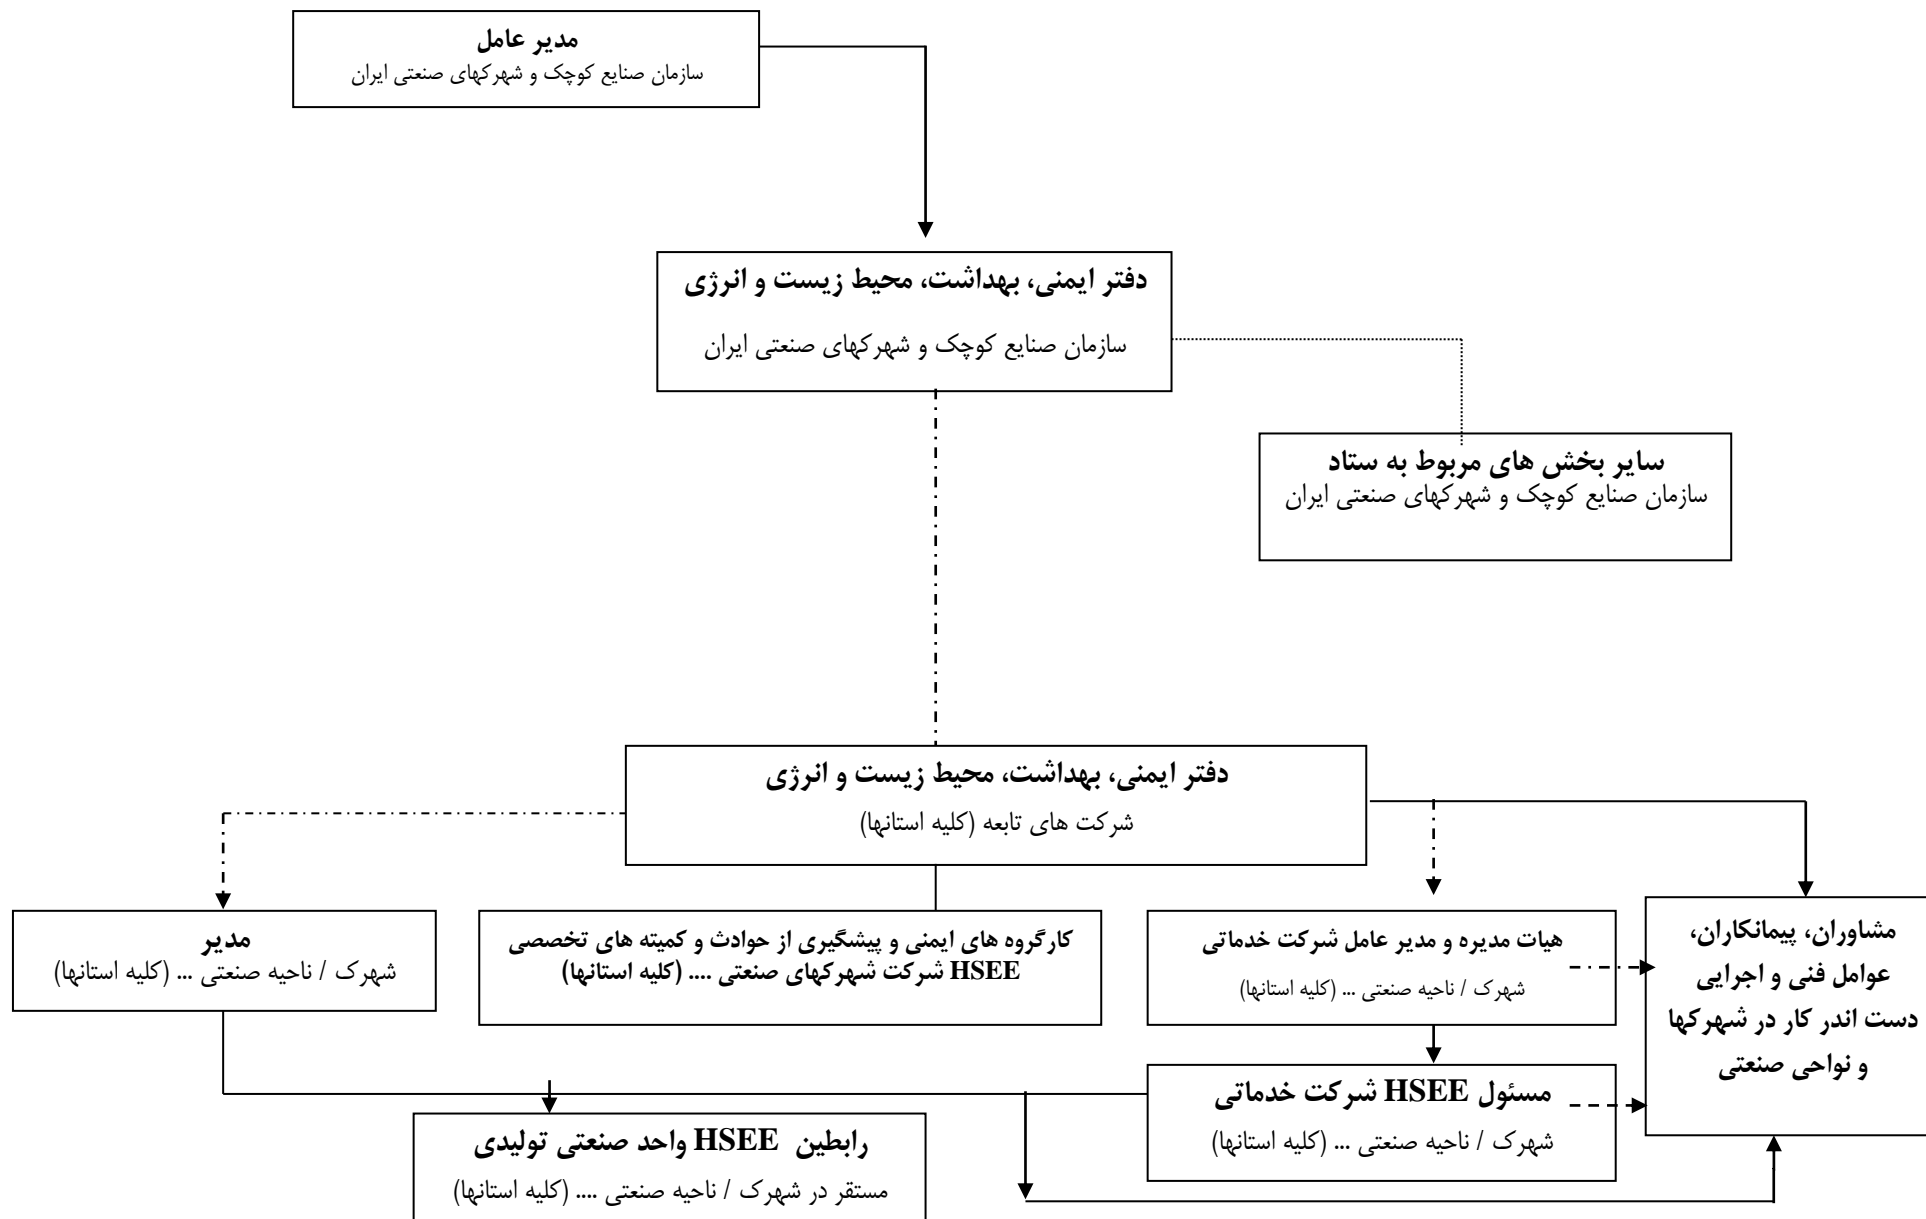 مدیر عامل
سازمان صنایع کوچک و شهرکهای صنعتی ایران
دفتر ایمنی، بهداشت، محیط زیست و انرژی
سازمان صنایع کوچک و شهرکهای صنعتی ایران
سایر بخش های مربوط به ستاد
سازمان صنایع کوچک و شهرکهای صنعتی ایران
دفتر ایمنی، بهداشت، محیط زیست و انرژی
شرکت های تابعه (کلیه استانها)
مشاوران، پیمانکاران،
عوامل فنی و اجرایی
دست اندر کار در شهرکها
و نواحی صنعتی
هیات مدیره و مدیر عامل شرکت خدماتی
شهرک / ناحیه صنعتی ... (کلیه استانها)
کارگروه های ایمنی و پیشگیری از حوادث و کمیته های تخصصی
HSEE شرکت شهرکهای صنعتی .... (کلیه استانها)
مدیر
شهرک / ناحیه صنعتی ... (کلیه استانها)
مسئول HSEE شرکت خدماتی
شهرک / ناحیه صنعتی ... (کلیه استانها)
رابطین HSEE واحد صنعتی تولیدی
مستقر در شهرک / ناحیه صنعتی .... (کلیه استانها)